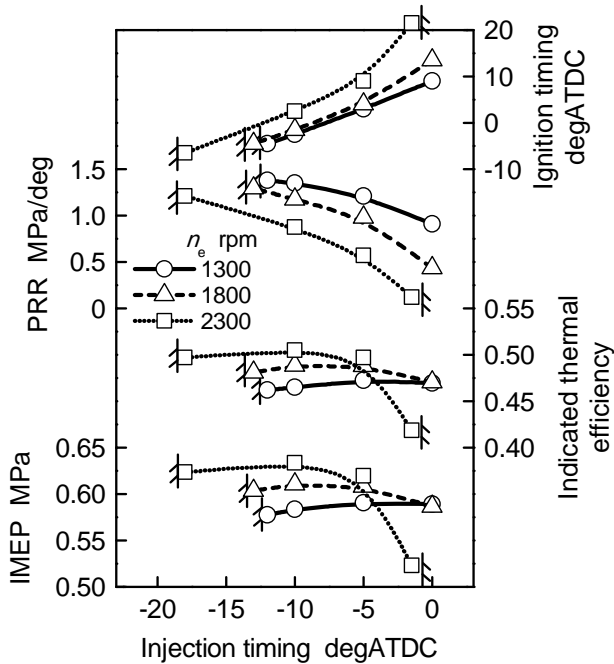 20
10
0
-10
Ignition timing
degATDC
1.5
1.0
0.5
0
PRR MPa/deg
ne rpm
1300
1800
2300
0.55
0.50
0.45
0.40
Indicated thermal
efficiency
0.65
0.60
0.55
0.50
IMEP MPa
-20 -15 -10 -5 0
Injection timing degATDC